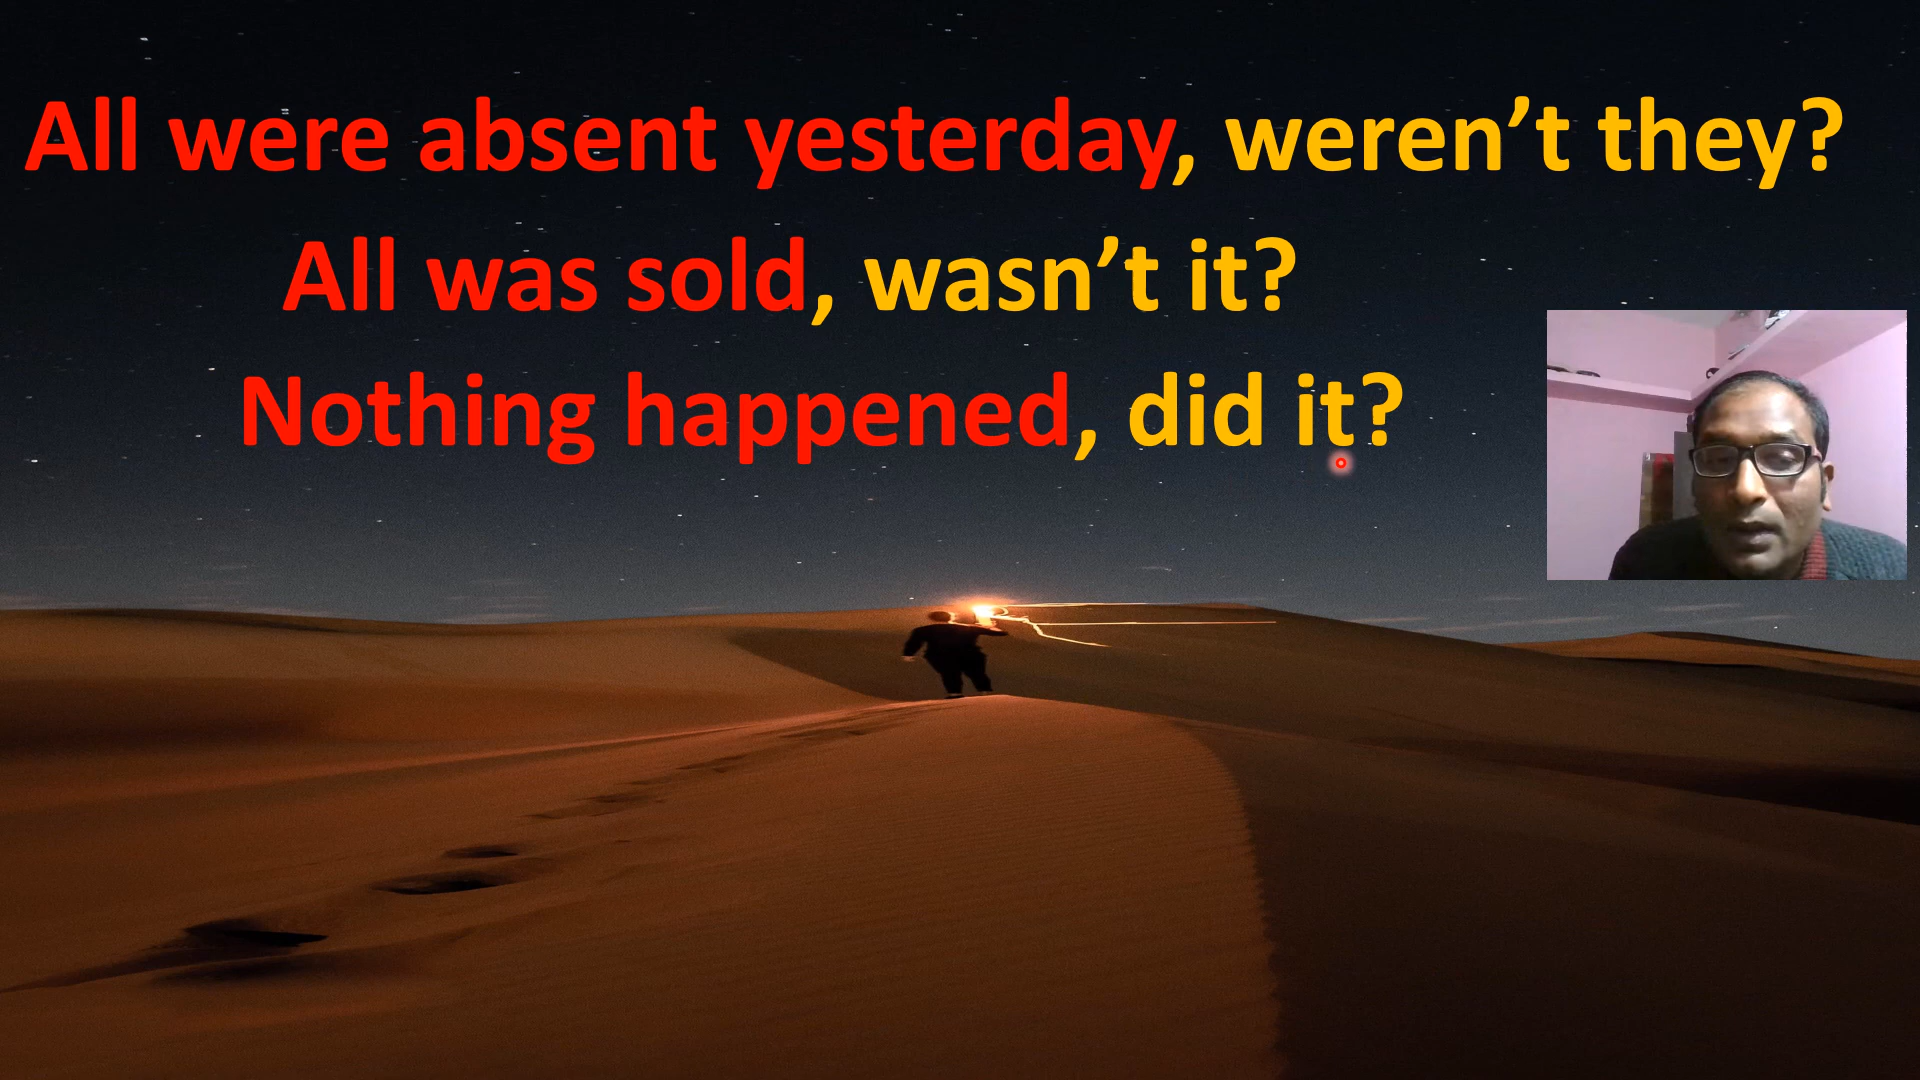 All were absent yesterday, weren’t they?
All was sold, wasn’t it?
Nothing happened, did it?